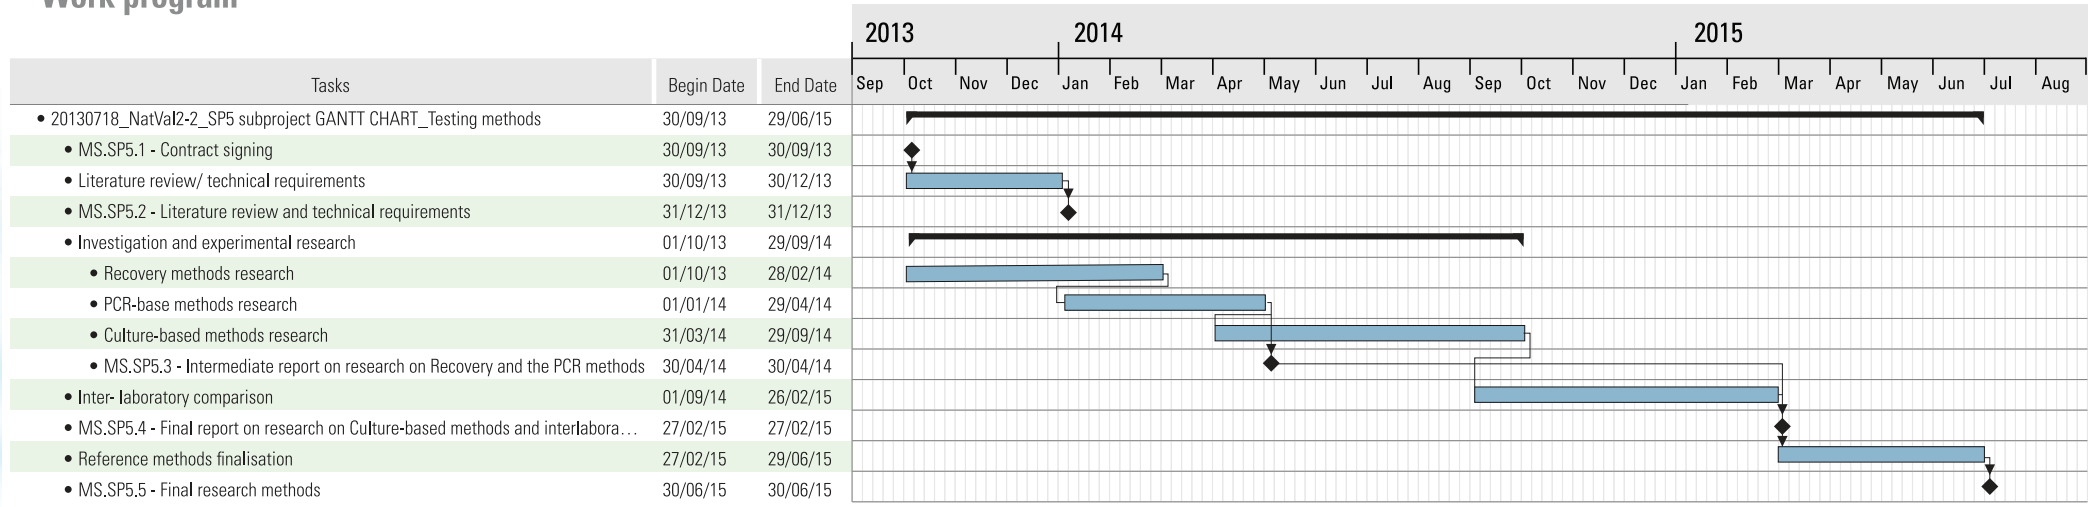 Work program
2013 2014 2015
Tasks Begin Date End Date Sep Oct Nov Dec Jan Feb Mar Apr May Jun Jul Aug Sep Oct Nov Dec Jan Feb Mar Apr May Jun Jul Aug
• 20130718_NatVal2-2_SP5 subproject GANTT CHART_Testing methods 30/09/13 29/06/15
• MS.SP5.1 - Contract signing 30/09/13 30/09/13
• Literature review/ technical requirements 30/09/13 30/12/13
• MS.SP5.2 - Literature review and technical requirements 31/12/13 31/12/13
• Investigation and experimental research 01/10/13 29/09/14
• Recovery methods research 01/10/13 28/02/14
• PCR-base methods research 01/01/14 29/04/14
• Culture-based methods research 31/03/14 29/09/14
• MS.SP5.3 - Intermediate report on research on Recovery and the PCR methods 30/04/14 30/04/14
• Inter- laboratory comparison 01/09/14 26/02/15
• MS.SP5.4 - Final report on research on Culture-based methods and interlabora... 27/02/15 27/02/15
• Reference methods finalisation 27/02/15 29/06/15
• MS.SP5.5 - Final research methods 30/06/15 30/06/15